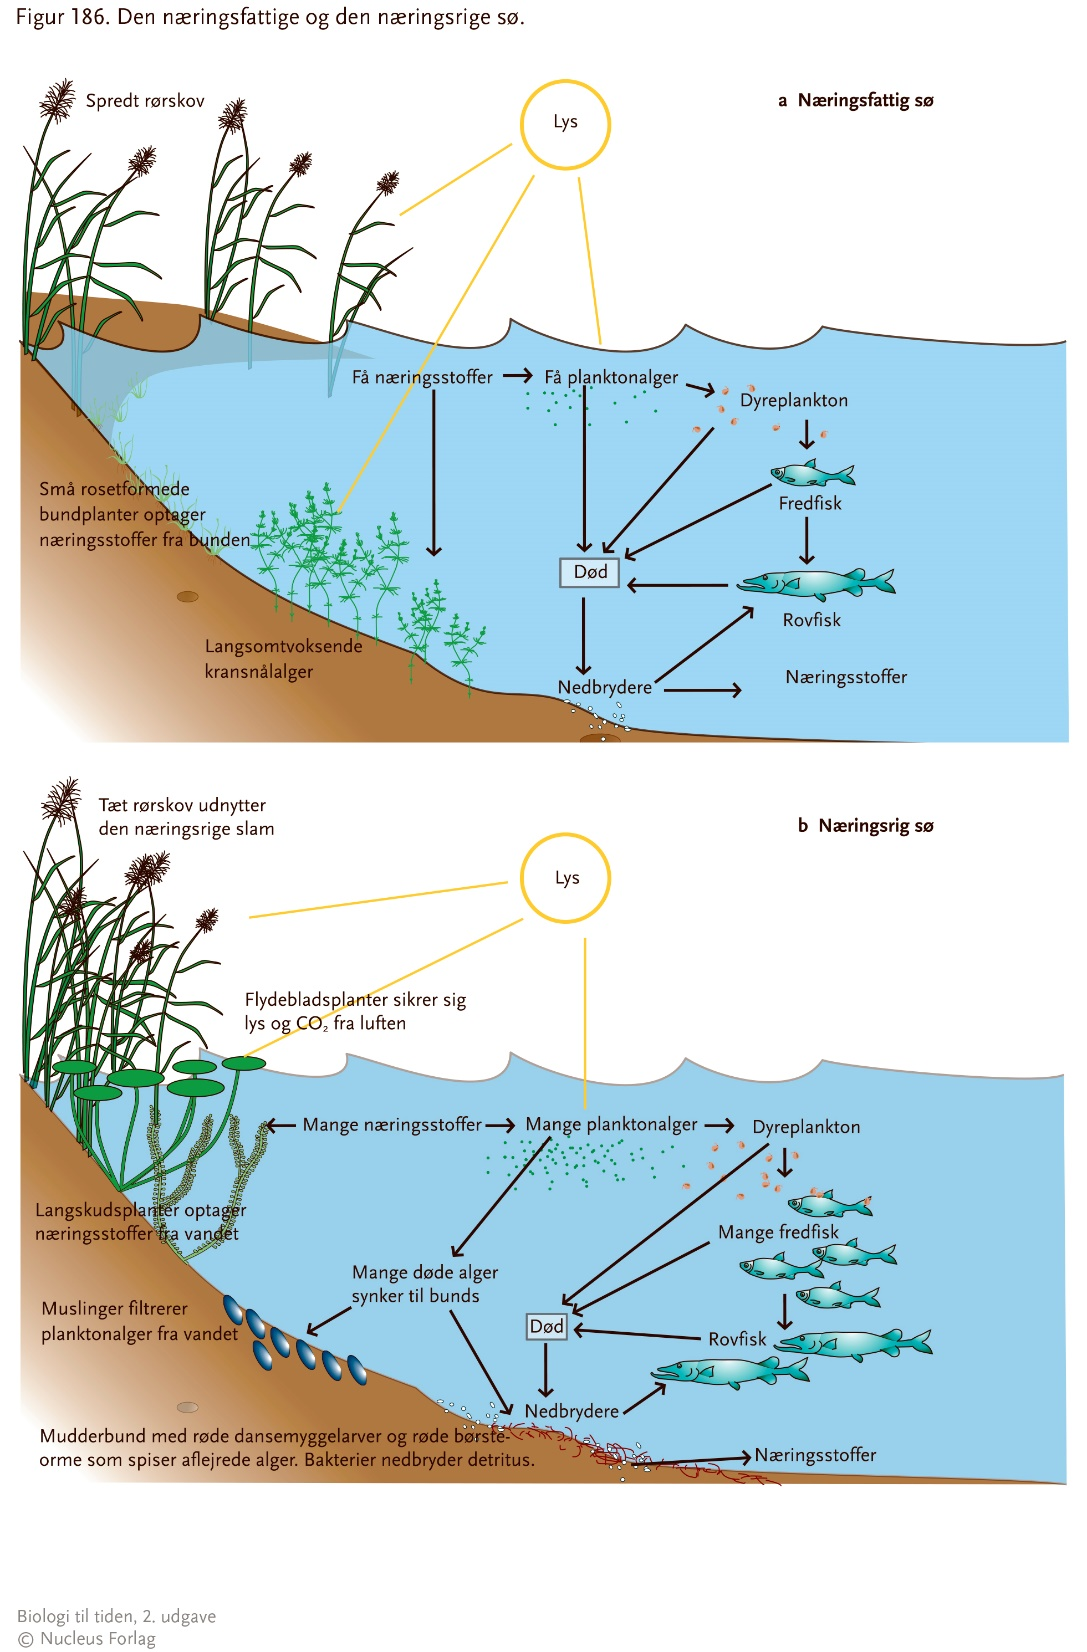 Figur 186. Den næringsfattige og den næringsrige sø.
Spredt rørskov
Lys
a Næringsfattig sø
Få næringsstoffer
Få planktonalger
Dyreplankton
Små rosetformede
bundplanter optager
næringsstoffer fra bunden
Fredfisk
Død
Rovfisk
Langsomtvoksende
kransnålalger
Nedbrydere
Næringsstoffer
Tæt rørskov udnytter
den næringsrige slam
b Næringsrig sø
Lys
Flydebladsplanter sikrer sig
lys og CO₂ fra luften
Mange næringsstoffer
Mange planktonalger
Dyreplankton
Langskudsplanter optager
næringsstoffer fra vandet
Mange fredfisk
Mange døde alger
synker til bunds
Muslinger filtrerer
planktonalger fra vandet
Død
Rovfisk
Nedbrydere
Mudderbund med røde dansemyggelarver og røde børste-
orme som spiser aflejrede alger. Bakterier nedbryder detritus.
Næringsstoffer
Biologi til tiden, 2. udgave
© Nucleus Forlag